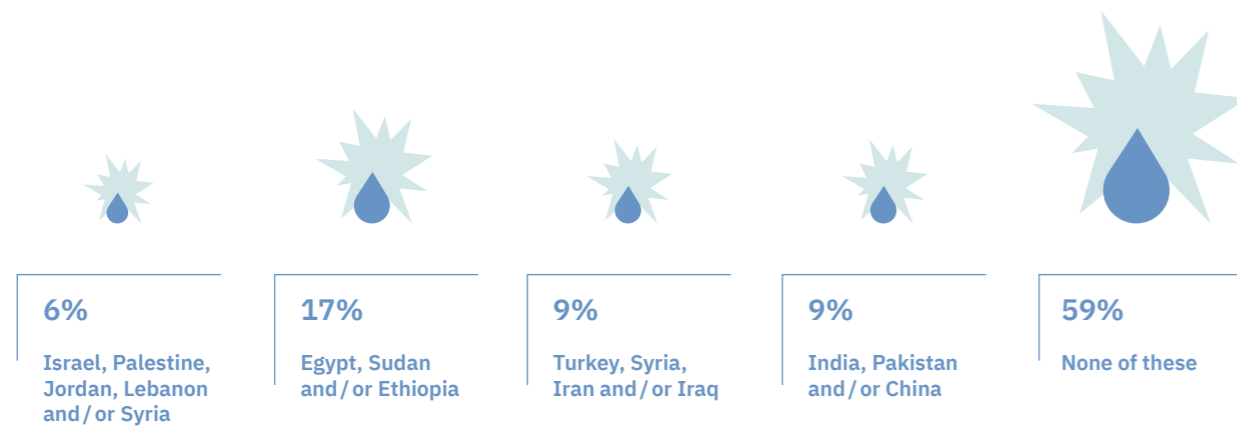 6%
Israel, Palestine,
Jordan, Lebanon
and / or Syria
17%
Egypt, Sudan
and / or Ethiopia
9%
Turkey, Syria,
Iran and / or Iraq
9%
India, Pakistan
and / or China
59%
None of these